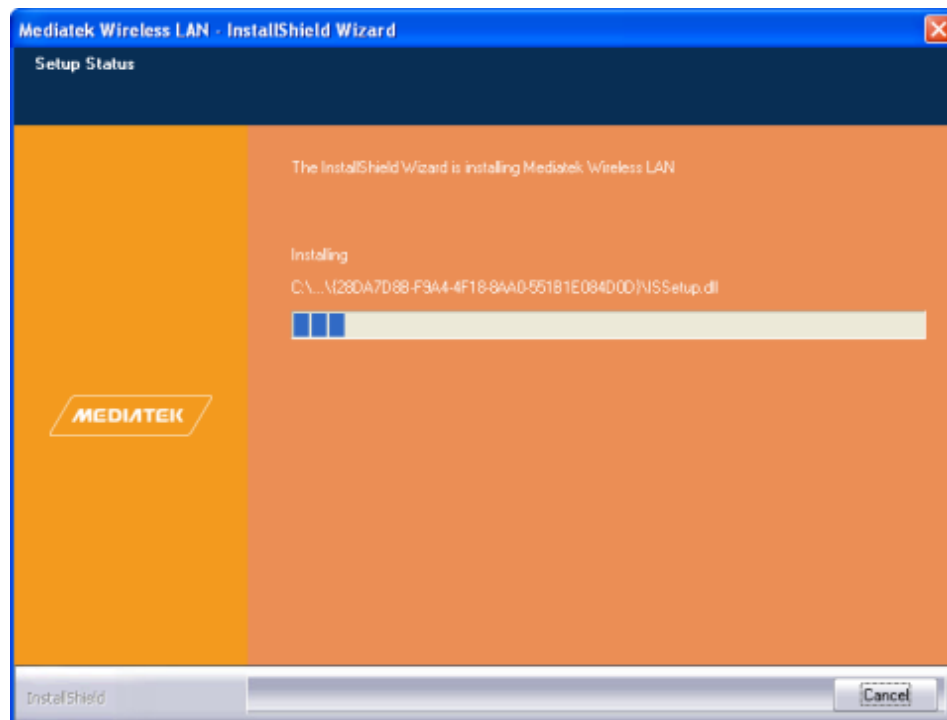 Mediatek Wireless LAN - InstallShield Wizard
Setup Status
The InstallShield Wizard is installing Mediatek Wireless LAN
Installing
C:\...\{28DA7D8B-F9A4-4F18-8AA0-551B1E084D0D}\ISSetup.dll
MEDIATEK
InstallShield
Cancel